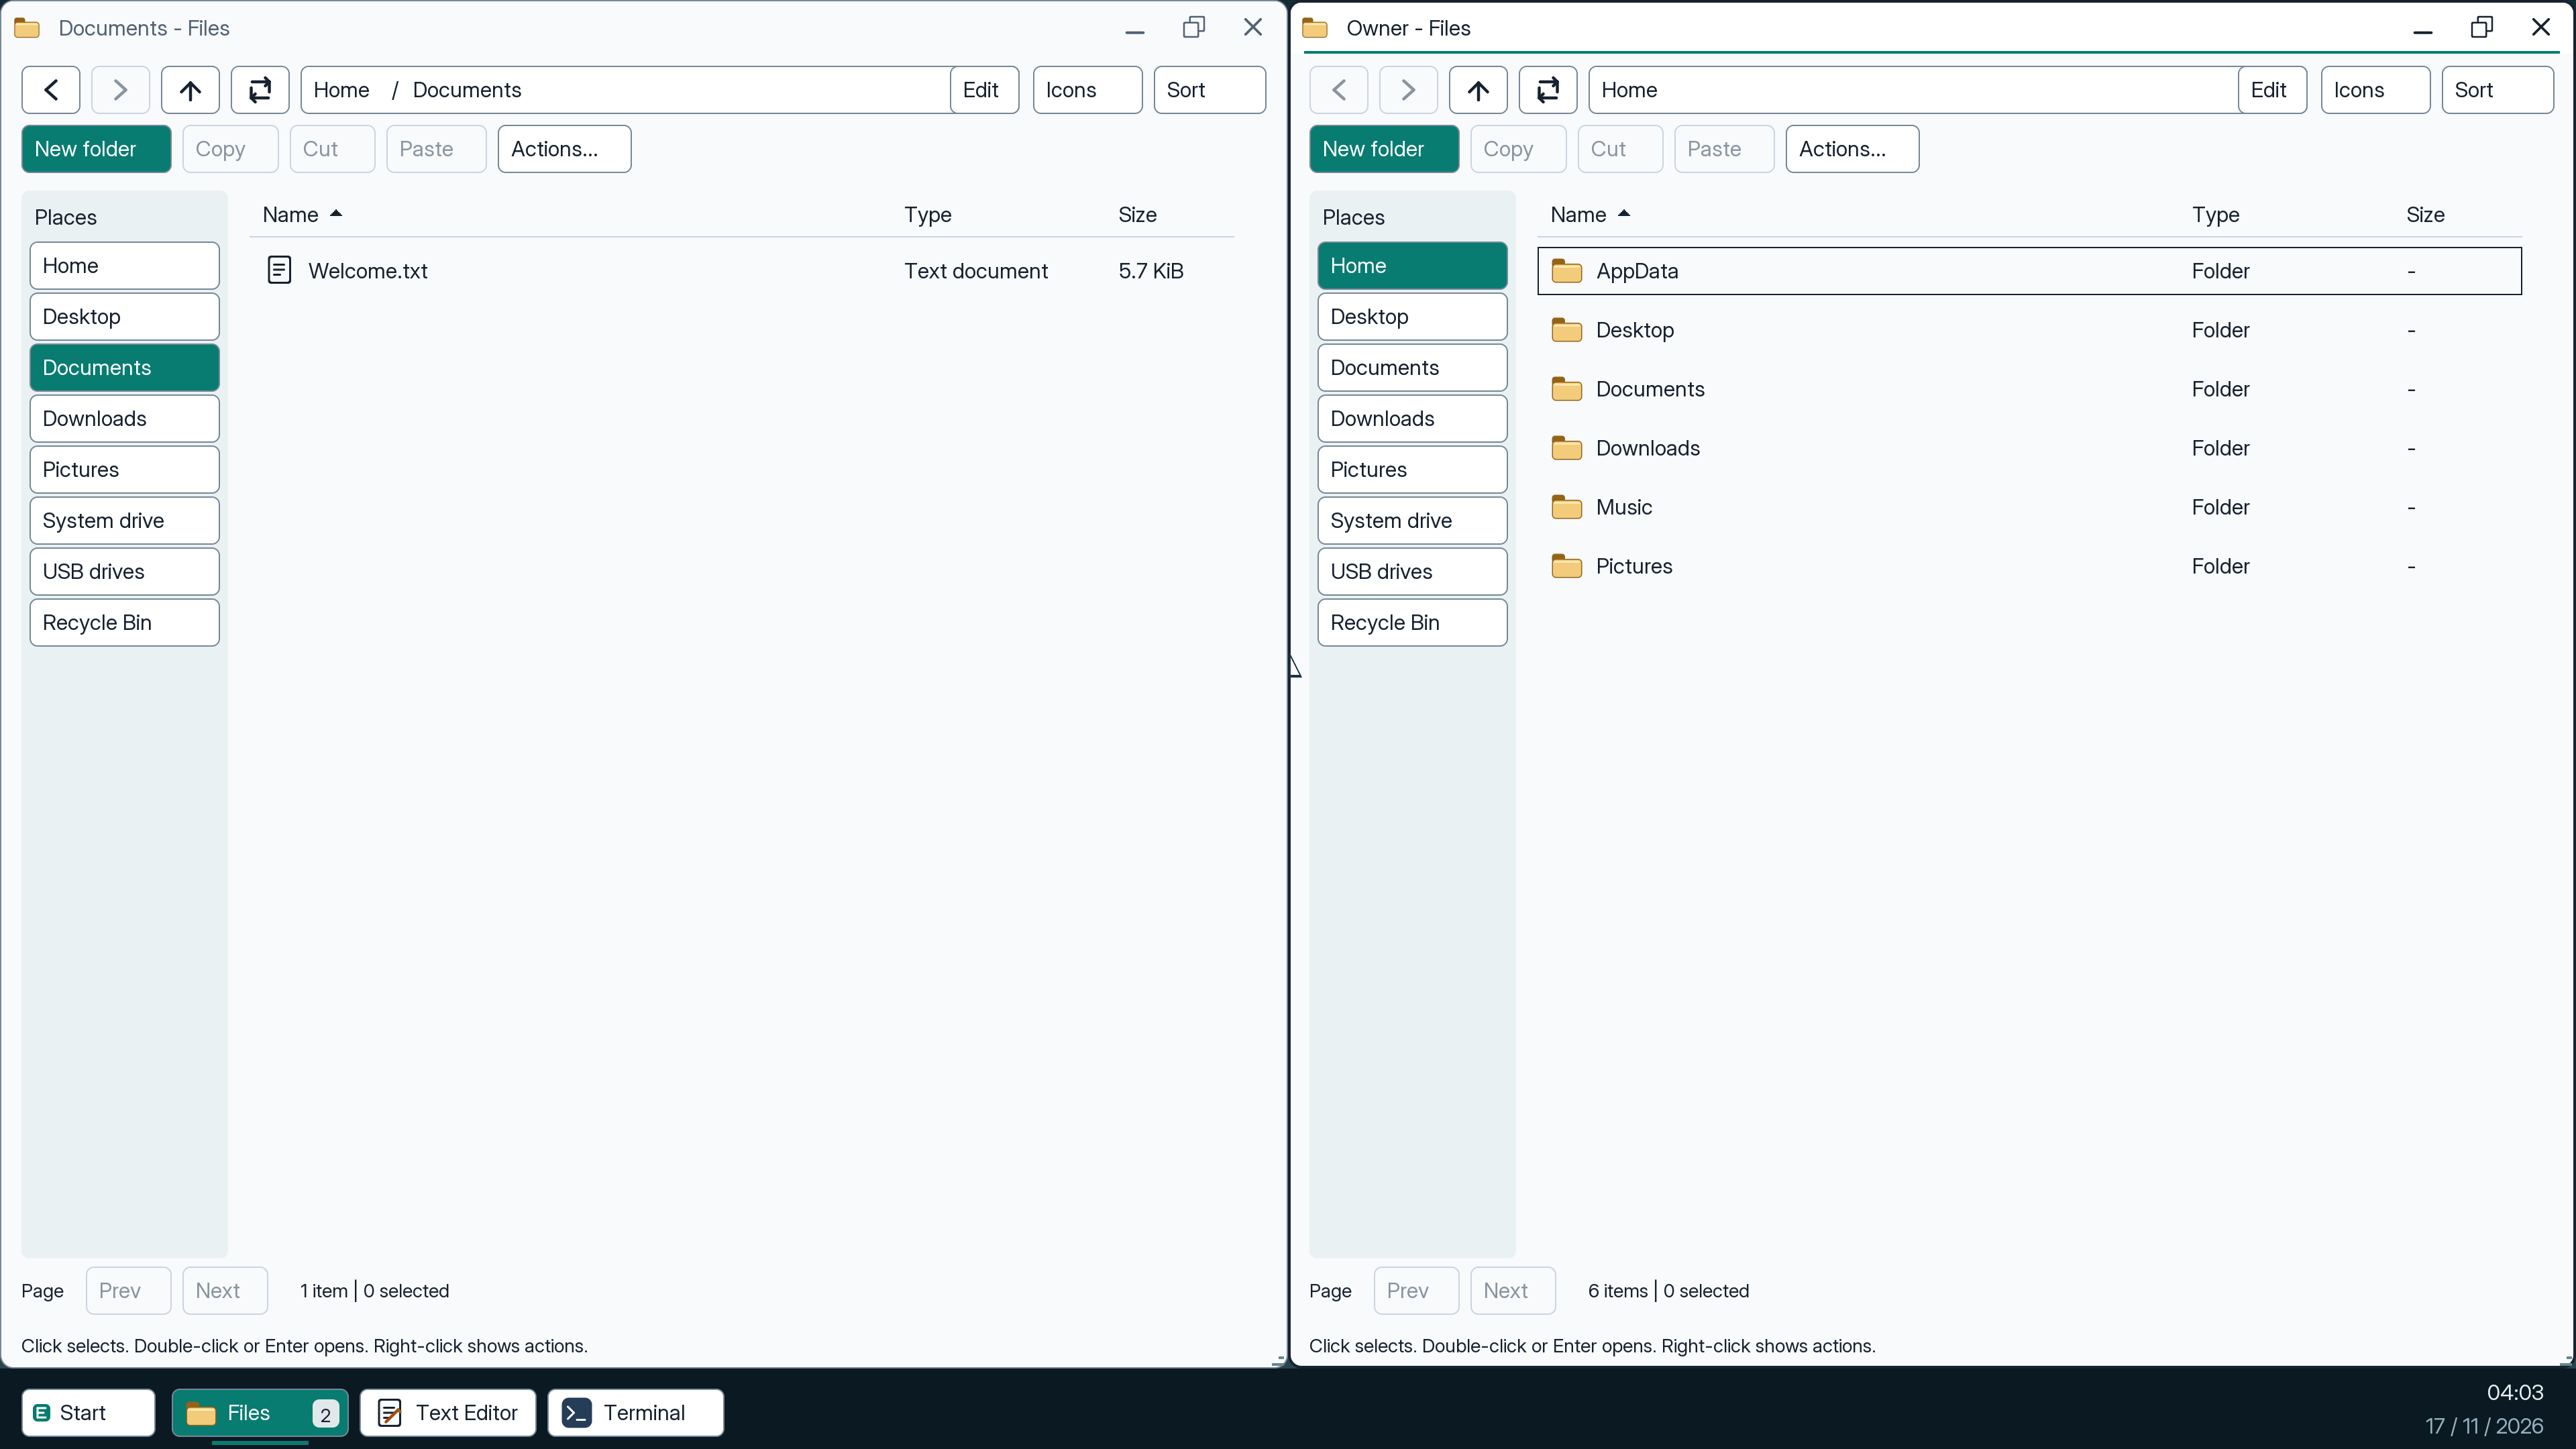 Documents - Files
Home / Documents Edit Icons Sort
New folder Copy Cut Paste Actions...
Places
Home
Desktop
Documents
Downloads
Pictures
System drive
USB drives
Recycle Bin
Name Type Size
Welcome.txt Text document 5.7 KiB
Page Prev Next 1 item | 0 selected
Click selects. Double-click or Enter opens. Right-click shows actions.
Owner - Files
Home Edit Icons Sort
New folder Copy Cut Paste Actions...
Places
Home
Desktop
Documents
Downloads
Pictures
System drive
USB drives
Recycle Bin
Name Type Size
AppData Folder -
Desktop Folder -
Documents Folder -
Downloads Folder -
Music Folder -
Pictures Folder -
Page Prev Next 6 items | 0 selected
Click selects. Double-click or Enter opens. Right-click shows actions.
E Start Files 2 Text Editor Terminal
04:03
17 / 11 / 2026